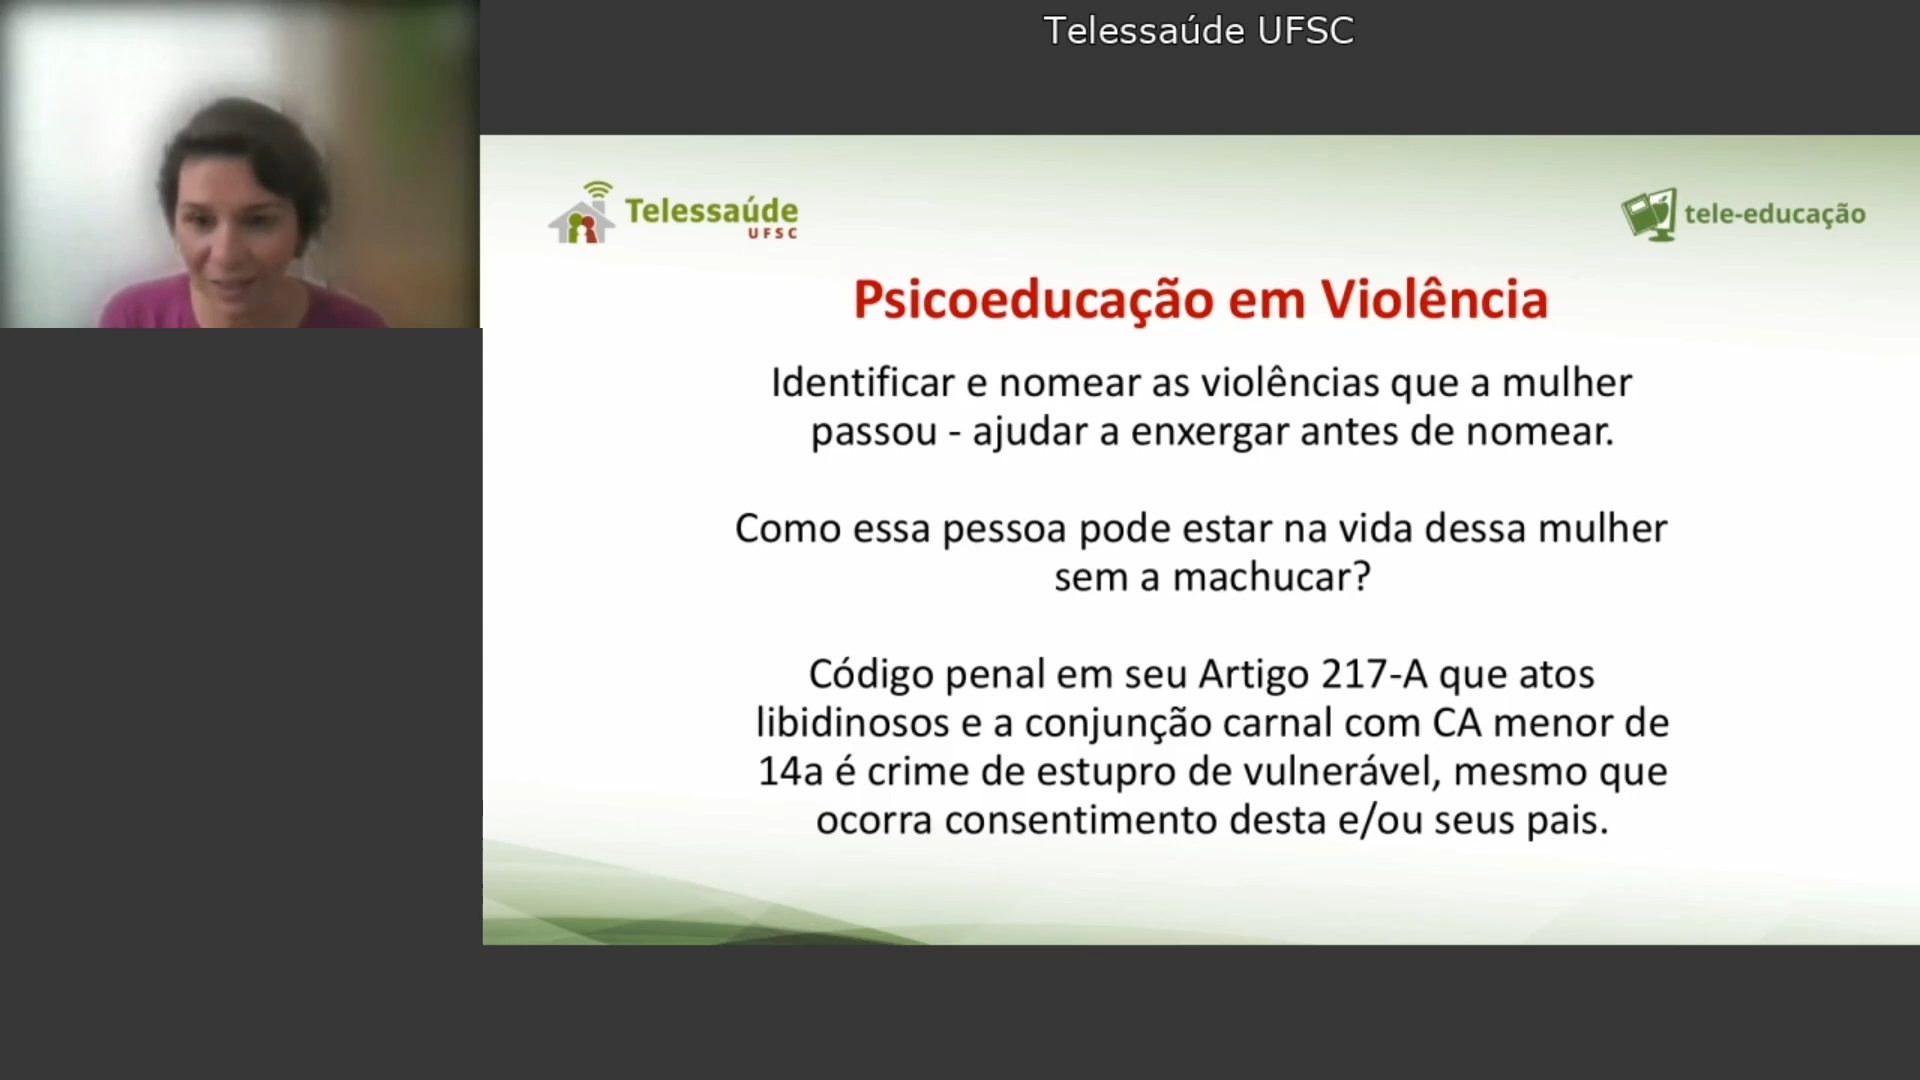 Telessaúde UFSC
Telessaúde
UFSC
tele-educação
Psicoeducação em Violência
Identificar e nomear as violências que a mulher
passou - ajudar a enxergar antes de nomear.
Como essa pessoa pode estar na vida dessa mulher
sem a machucar?
Código penal em seu Artigo 217-A que atos
libidinosos e a conjunção carnal com CA menor de
14a é crime de estupro de vulnerável, mesmo que
ocorra consentimento desta e/ou seus pais.